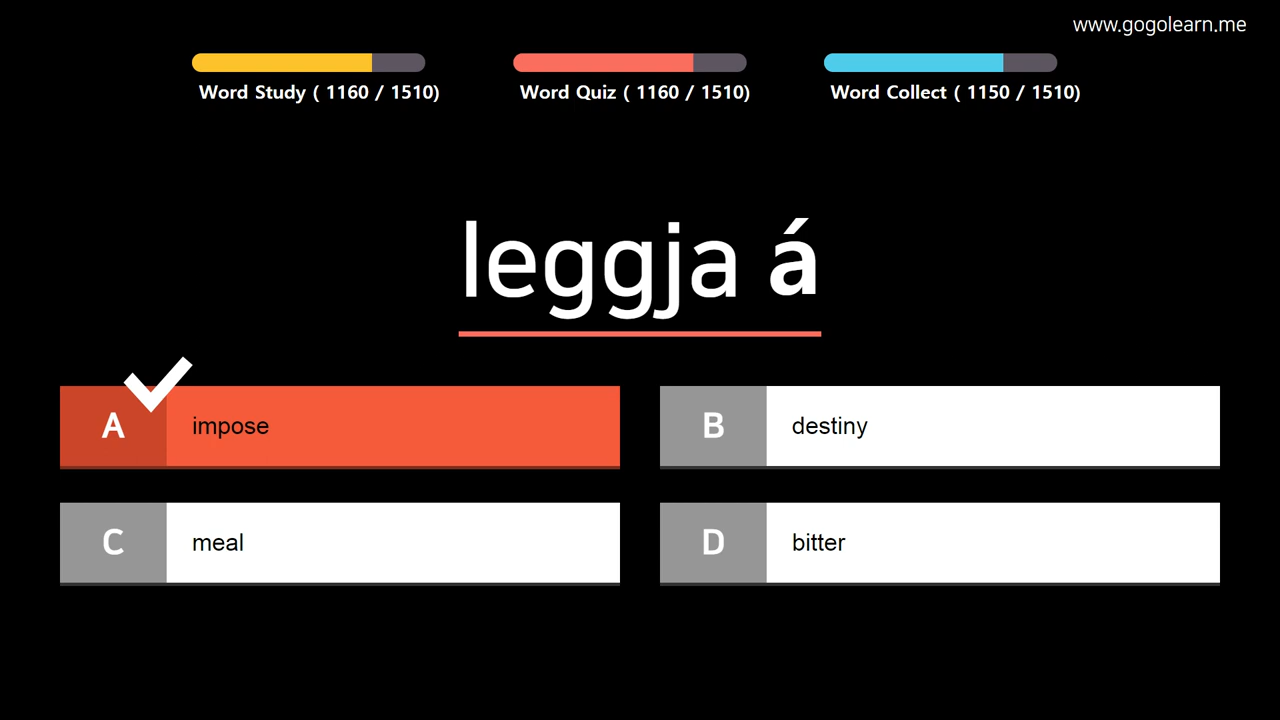 www.gogolearn.me
Word Study ( 1160 / 1510)
Word Quiz ( 1160 / 1510)
Word Collect ( 1150 / 1510)
leggja á
A impose
B destiny
C meal
D bitter